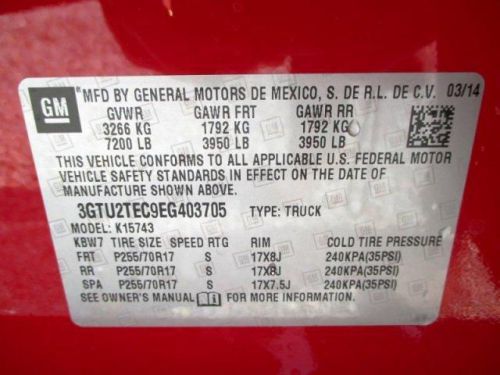 GM
MFD BY GENERAL MOTORS DE MEXICO, S. DE R.L. DE C.V. 03/14
GVWR GAWR FRT GAWR RR
3266 KG 1792 KG 1792 KG
7200 LB 3950 LB 3950 LB
THIS VEHICLE CONFORMS TO ALL APPLICABLE U.S. FEDERAL MOTOR
VEHICLE SAFETY STANDARDS IN EFFECT ON THE DATE OF
MANUFACTURE SHOWN ABOVE.
3GTU2TEC9EG403705 TYPE: TRUCK
MODEL: K15743
KBW7 TIRE SIZE SPEED RTG RIM COLD TIRE PRESSURE
FRT P255/70R17 S 17X8J 240KPA(35PSI)
RR P255/70R17 S 17X8J 240KPA(35PSI)
SPA P255/70R17 S 17X7.5J 240KPA(35PSI)
SEE OWNER'S MANUAL FOR MORE INFORMATION.